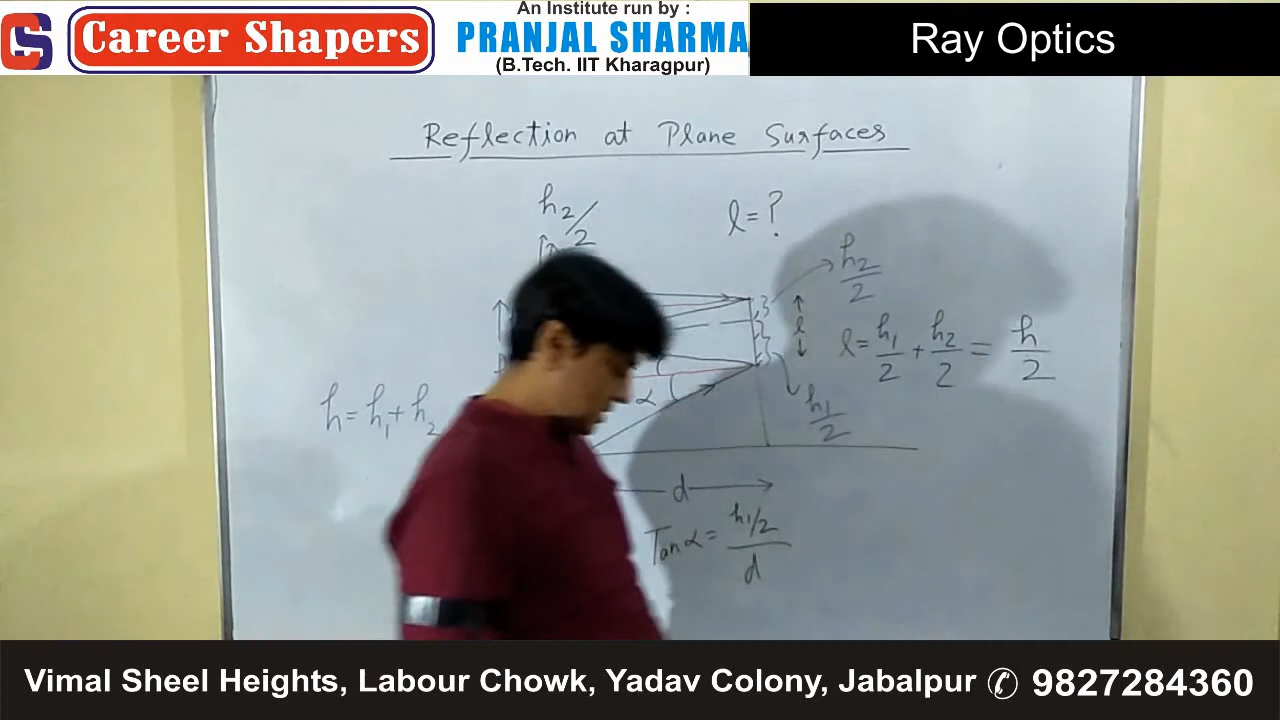 CS Career Shapers
An Institute run by :
PRANJAL SHARMA
(B.Tech. IIT Kharagpur)
Ray Optics
Reflection at Plane Surfaces
h₂/2
l = ?
h₂/2
l
l = h₁/2 + h₂/2 = h/2
h = h₁ + h₂
α
h₁/2
d
Tan α = (h₁/2)/d
Vimal Sheel Heights, Labour Chowk, Yadav Colony, Jabalpur ✆ 9827284360